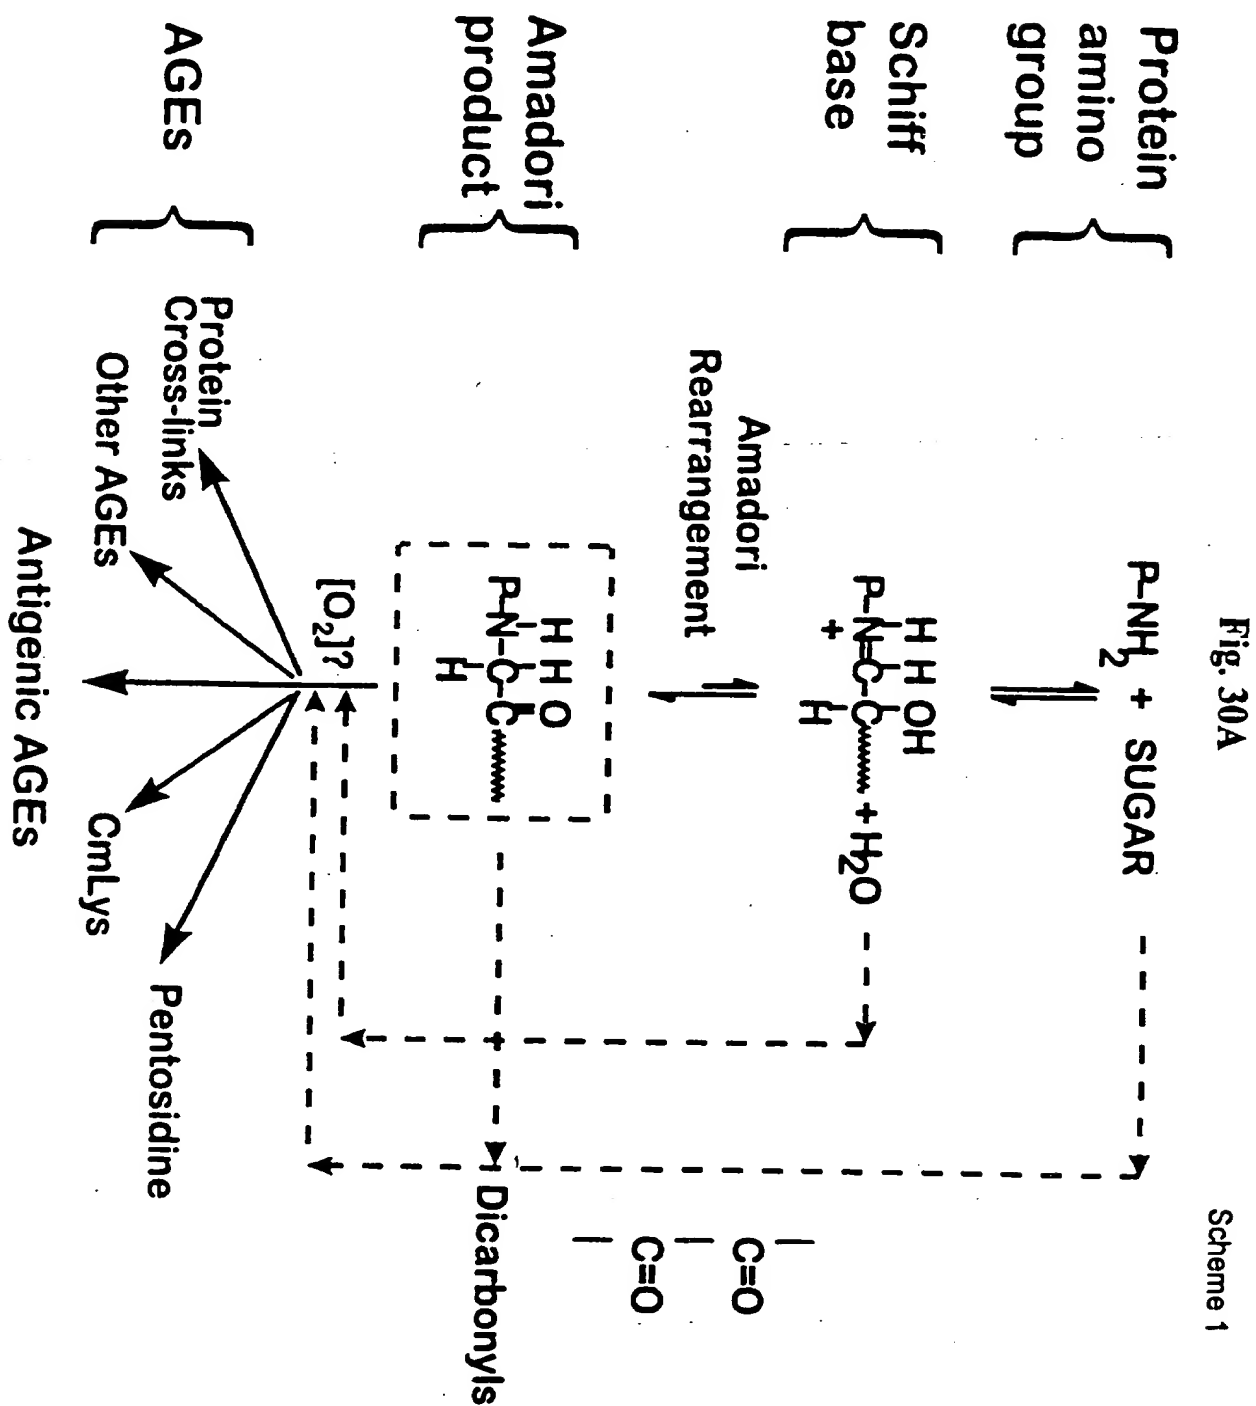 Fig. 30A
Scheme 1
Protein
amino
group
P-NH2 + SUGAR
Schiff
base
H H OH
P-N=C-C + H2O
+
H
Amadori
Rearrangement
C=O
C=O
Amadori
product
H H O
P-N-C-C
H
Dicarbonyls
[O2]?
AGEs
Protein
Cross-links
Other AGEs
Antigenic AGEs
CmLys
Pentosidine